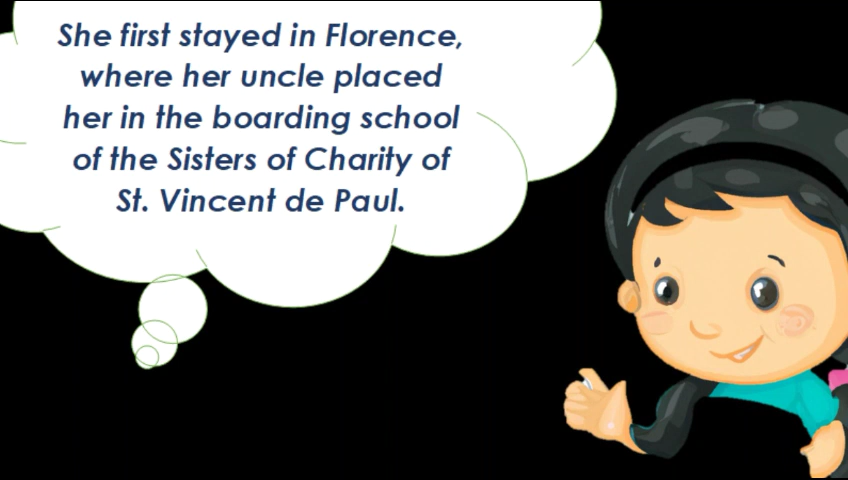 She first stayed in Florence,
where her uncle placed
her in the boarding school
of the Sisters of Charity of
St. Vincent de Paul.